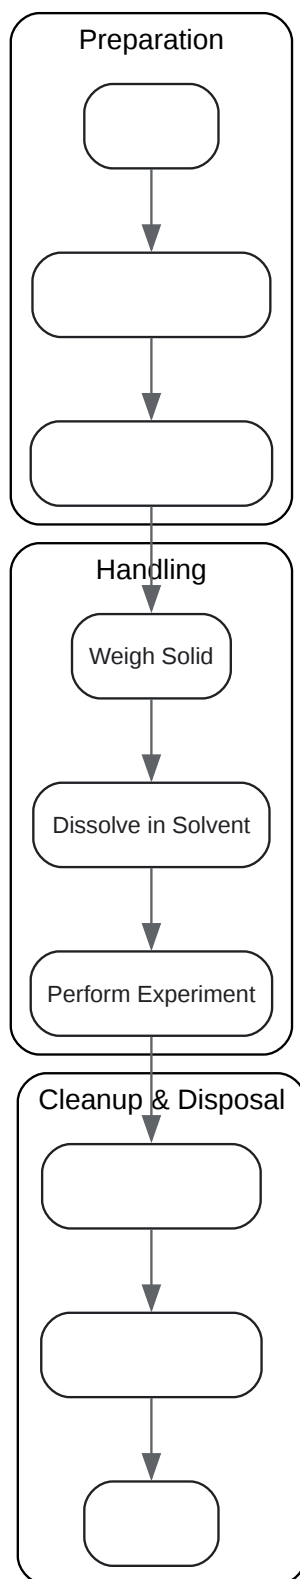 Preparation
Handling
Weigh Solid
Dissolve in Solvent
Perform Experiment
Cleanup & Disposal